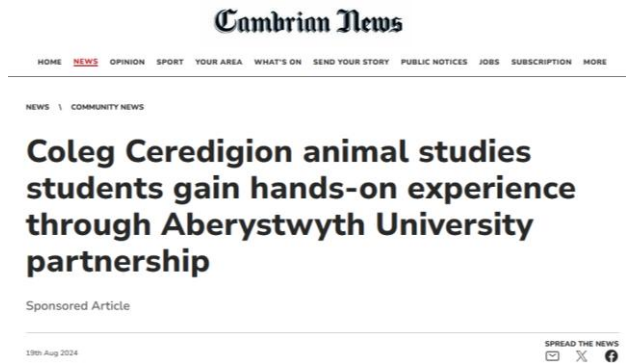 Cambrian News
HOME NEWS OPINION SPORT YOUR AREA WHAT'S ON SEND YOUR STORY PUBLIC NOTICES JOBS SUBSCRIPTION MORE
NEWS \ COMMUNITY NEWS
Coleg Ceredigion animal studies
students gain hands-on experience
through Aberystwyth University
partnership
Sponsored Article
SPREAD THE NEWS
19th Aug 2024